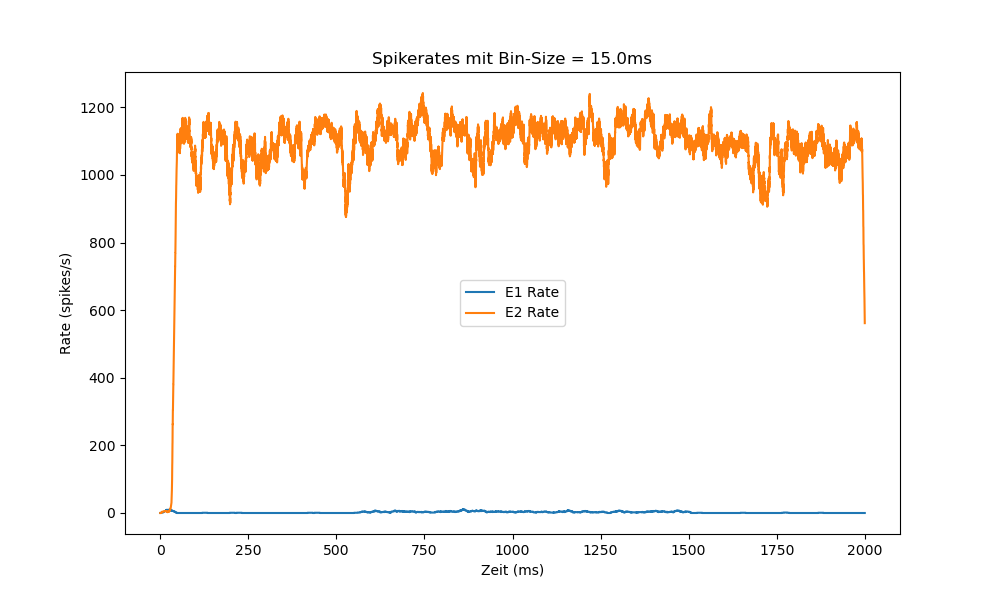 Spikerates mit Bin-Size = 15.0ms
Rate (spikes/s)
1200
1000
800
600
400
200
0
E1 Rate
E2 Rate
0 250 500 750 1000 1250 1500 1750 2000
Zeit (ms)